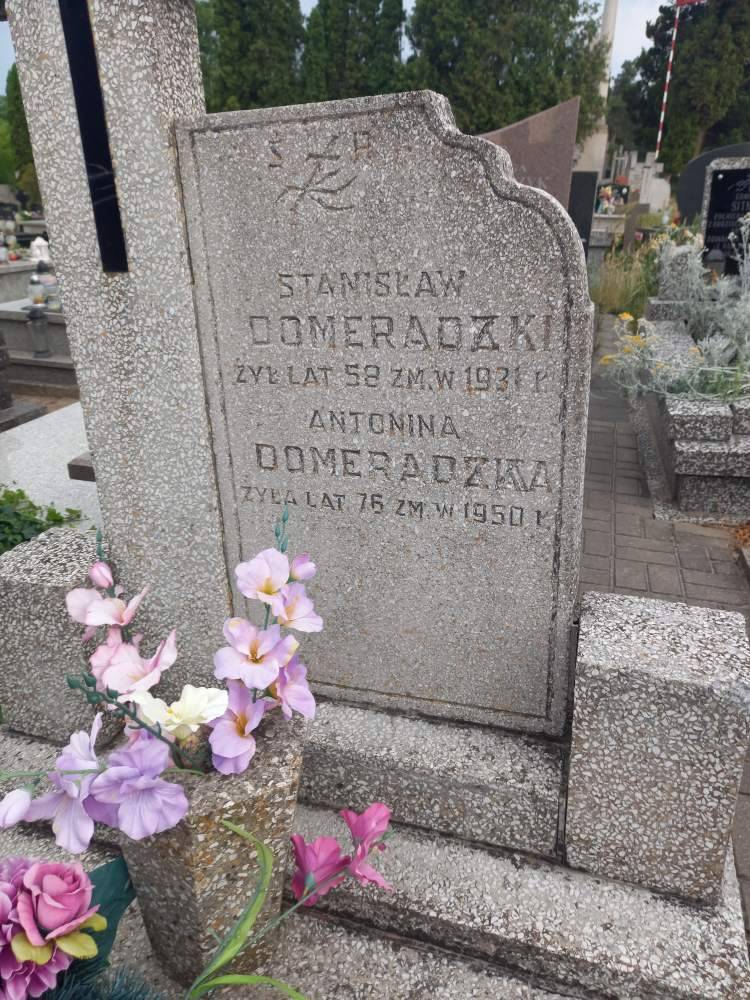 Ś Z P
STANISŁAW
DOMERADZKI
ŻYŁ LAT 58 ZM. W 1931 R
ANTONINA
DOMERADZKA
ŻYŁA LAT 76 ZM. W 1950 R